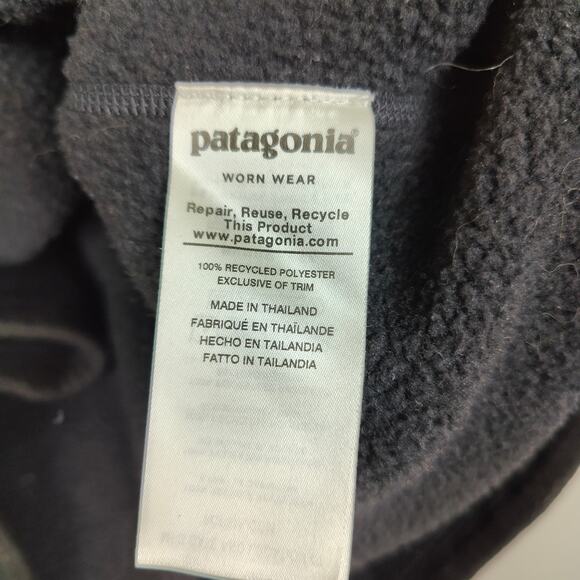 patagonia®
WORN WEAR
Repair, Reuse, Recycle
This Product
www.patagonia.com
100% RECYCLED POLYESTER
EXCLUSIVE OF TRIM
MADE IN THAILAND
FABRIQUÉ EN THAÏLANDE
HECHO EN TAILANDIA
FATTO IN TAILANDIA